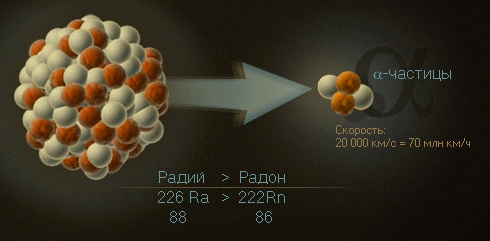 α-частицы
Скорость:
20 000 км/с = 70 млн км/ч
Радий > Радон
226 Ra > 222Rn
88 86